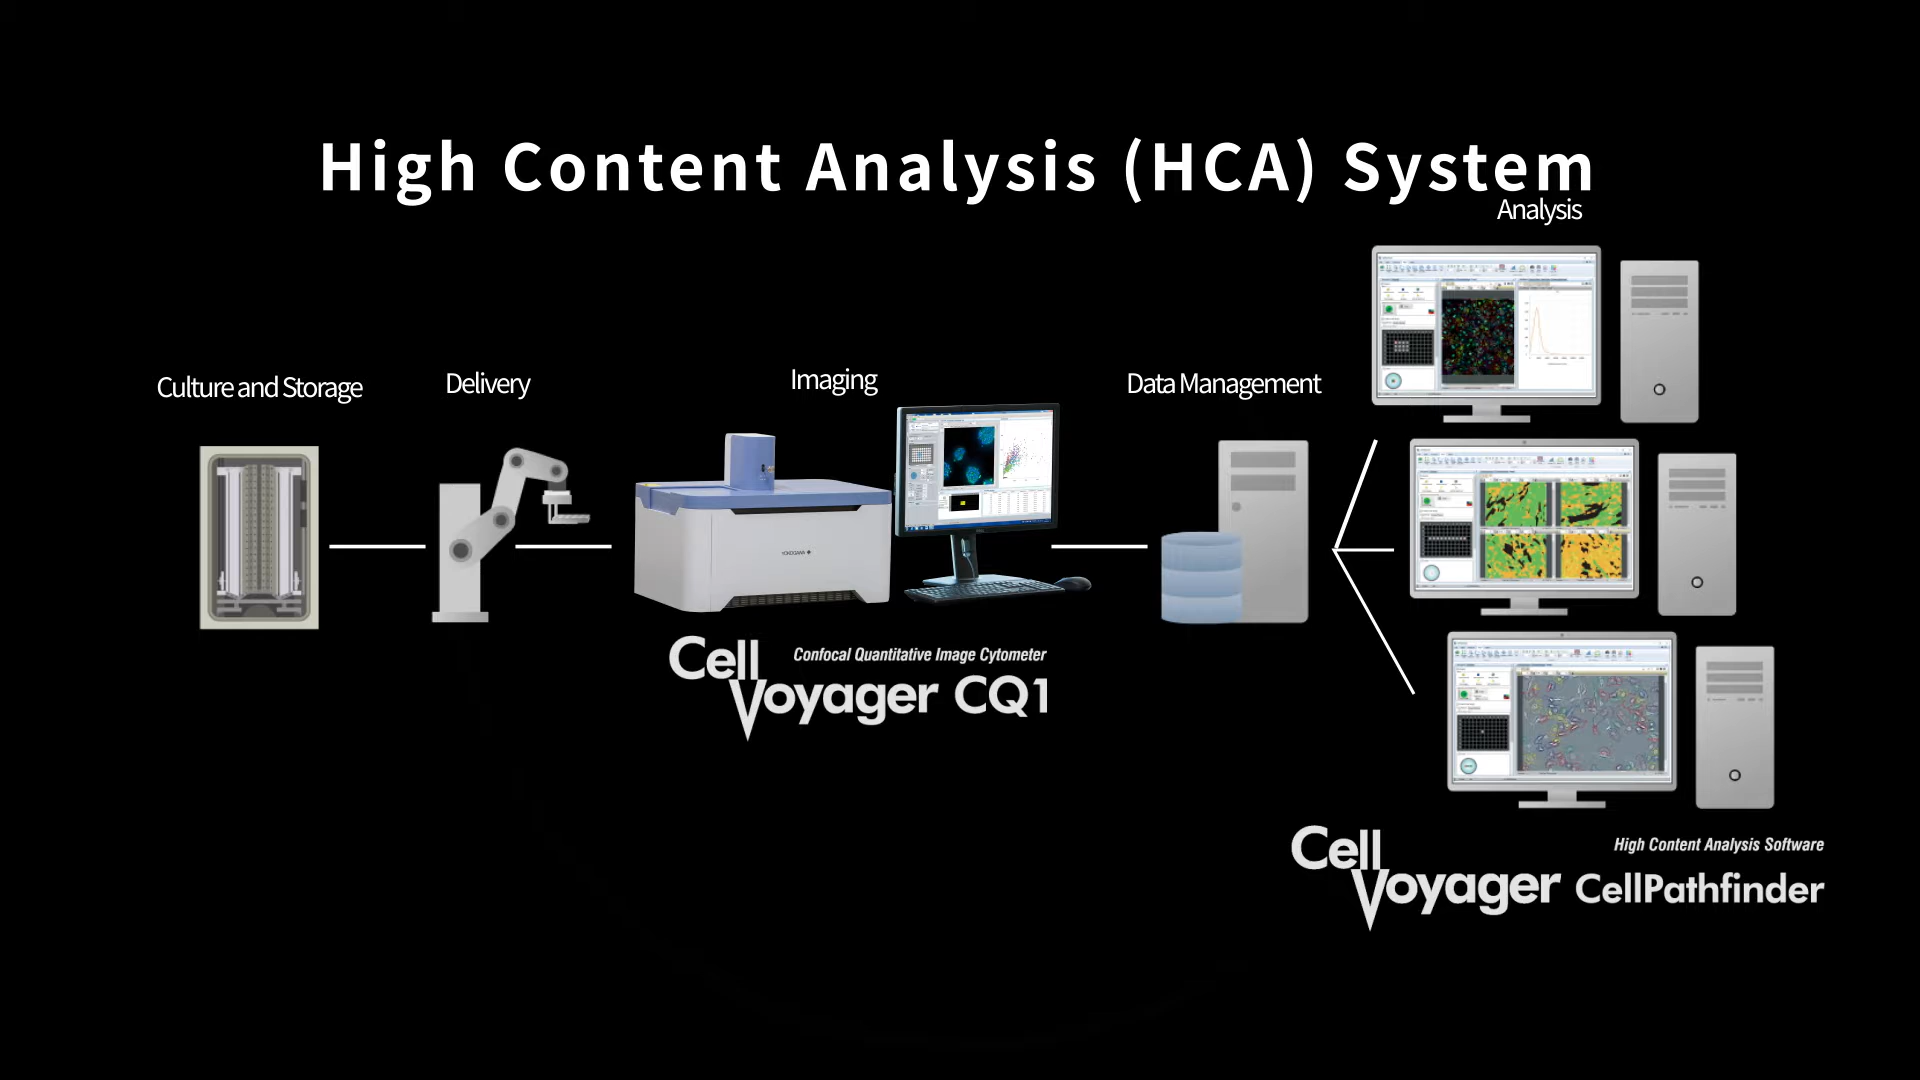 High Content Analysis (HCA) System
Analysis
Culture and Storage
Delivery
Imaging
Data Management
YOKOGAWA
Cell
Voyager CQ1
Confocal Quantitative Image Cytometer
Cell
Voyager CellPathfinder
High Content Analysis Software